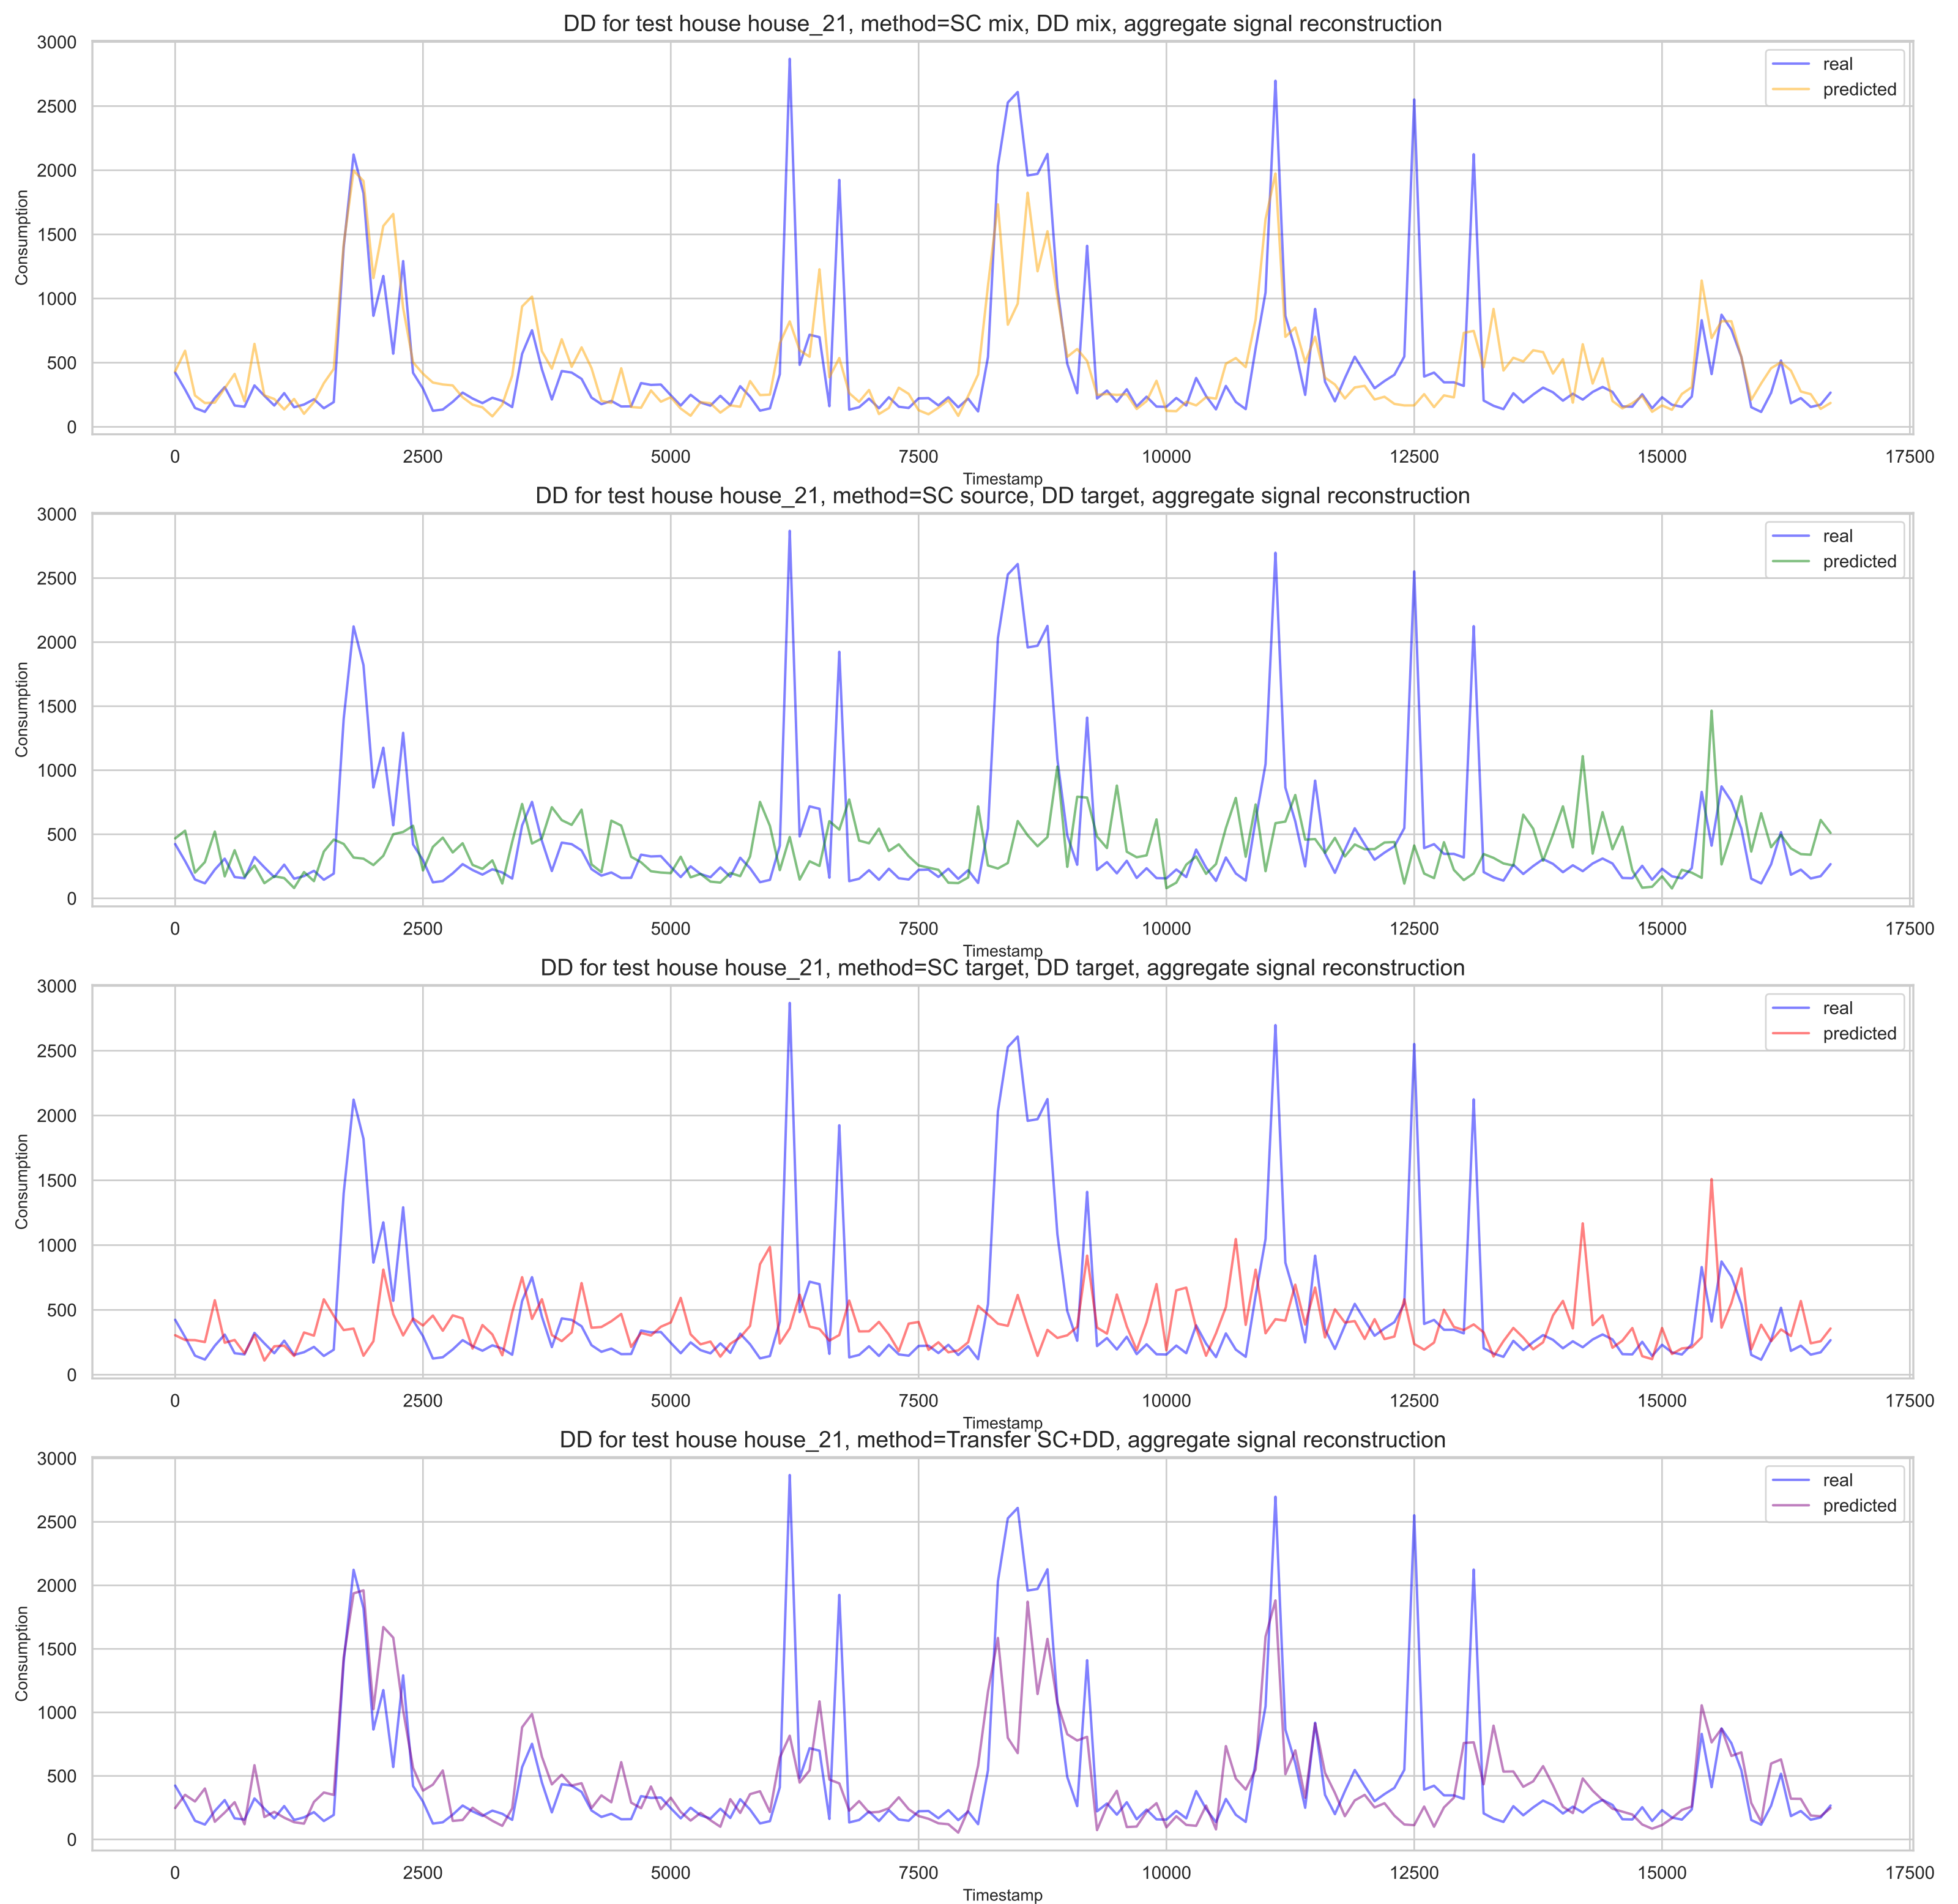 DD for test house house_21, method=SC mix, DD mix, aggregate signal reconstruction
3000
2500
2000
1500
1000
500
0
Consumption
real
predicted
0 2500 5000 7500 10000 12500 15000 17500
Timestamp
DD for test house house_21, method=SC source, DD target, aggregate signal reconstruction
3000
2500
2000
1500
1000
500
0
Consumption
real
predicted
0 2500 5000 7500 10000 12500 15000 17500
Timestamp
DD for test house house_21, method=SC target, DD target, aggregate signal reconstruction
3000
2500
2000
1500
1000
500
0
Consumption
real
predicted
0 2500 5000 7500 10000 12500 15000 17500
Timestamp
DD for test house house_21, method=Transfer SC+DD, aggregate signal reconstruction
3000
2500
2000
1500
1000
500
0
Consumption
real
predicted
0 2500 5000 7500 10000 12500 15000 17500
Timestamp